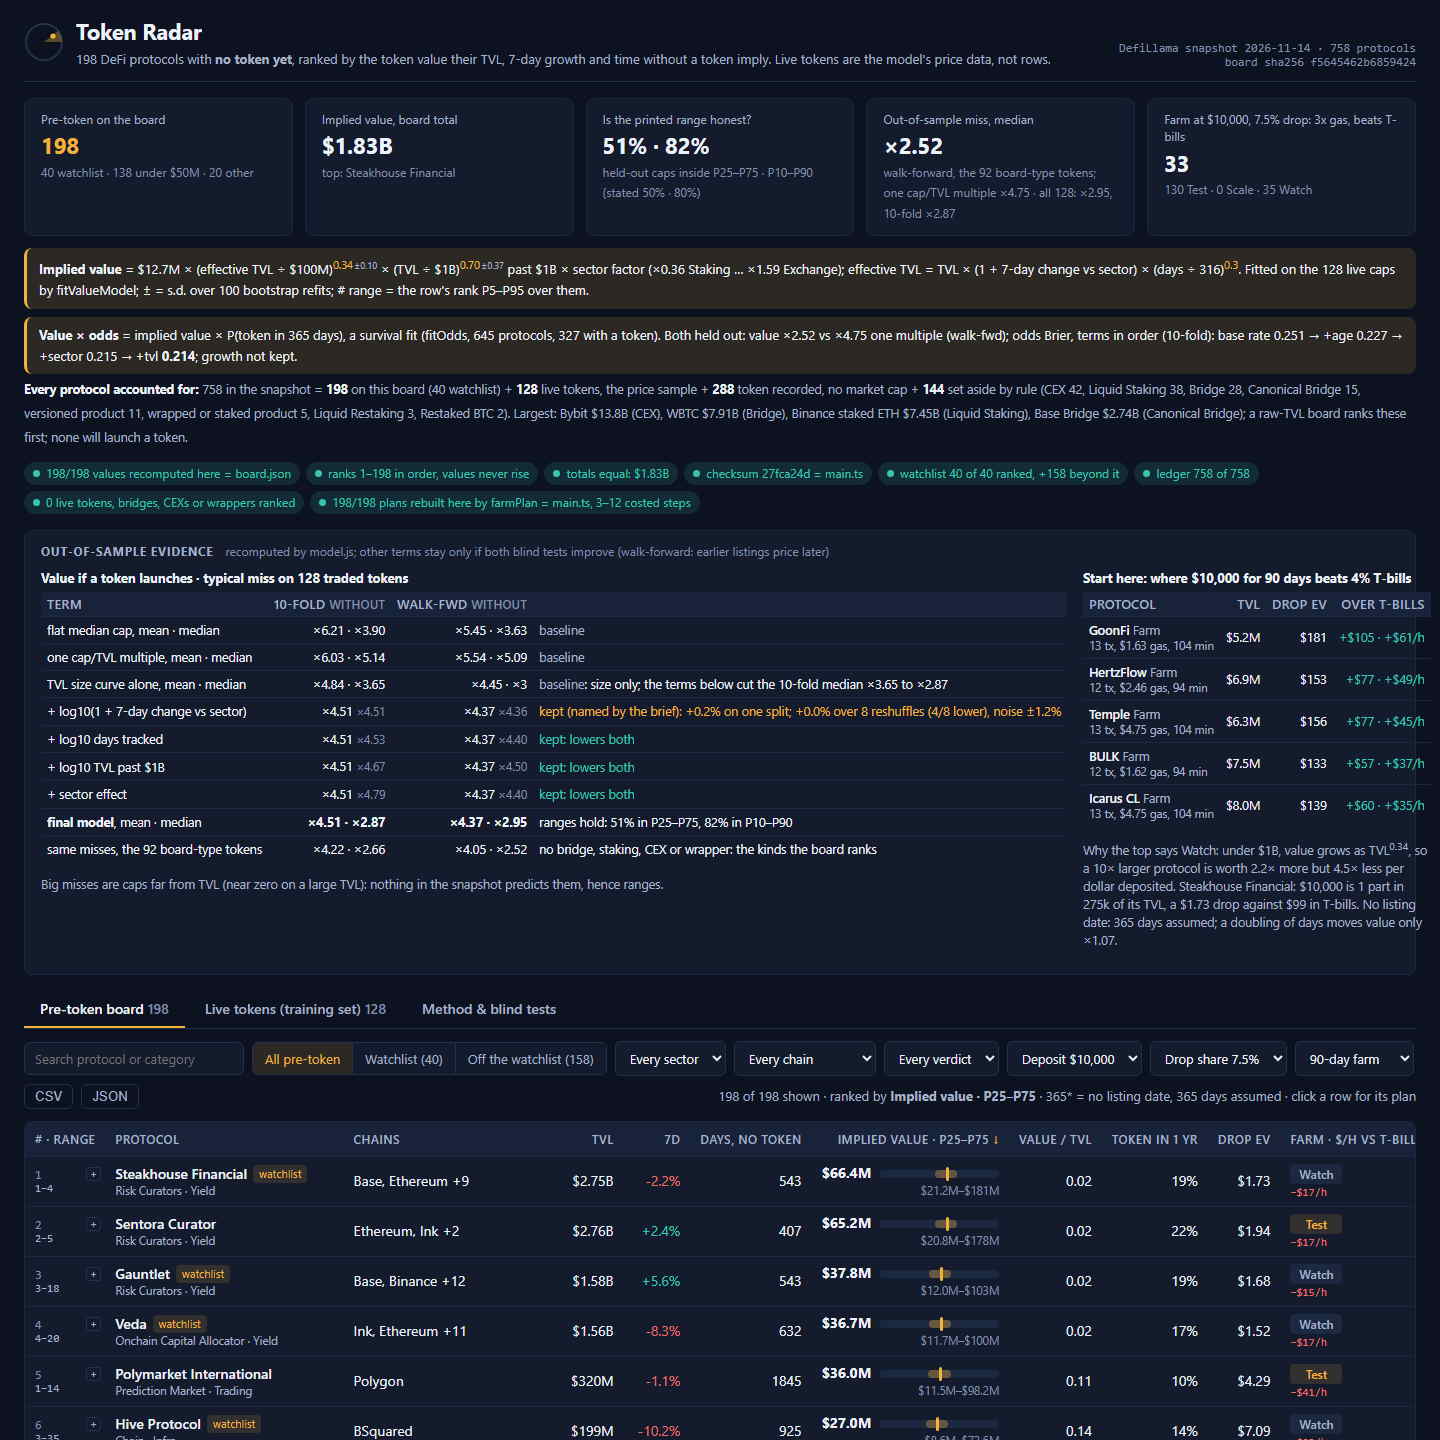 Token Radar
198 DeFi protocols with no token yet, ranked by the token value their TVL, 7-day growth and time without a token imply. Live tokens are the model's price data, not rows.
DefiLlama snapshot 2026-11-14 · 758 protocols
board sha256 f5645462b6859424
Pre-token on the board
198
40 watchlist · 138 under $50M · 20 other
Implied value, board total
$1.83B
top: Steakhouse Financial
Is the printed range honest?
51% · 82%
held-out caps inside P25–P75 · P10–P90
(stated 50% · 80%)
Out-of-sample miss, median
×2.52
walk-forward, the 92 board-type tokens;
one cap/TVL multiple ×4.75 · all 128: ×2.95,
10-fold ×2.87
Farm at $10,000, 7.5% drop: 3x gas, beats T-
bills
33
130 Test · 0 Scale · 35 Watch
Implied value = $12.7M × (effective TVL ÷ $100M)0.34 ±0.10 × (TVL ÷ $1B)0.70 ±0.37 past $1B × sector factor (×0.36 Staking ... ×1.59 Exchange); effective TVL = TVL × (1 + 7-day change vs sector) × (days ÷ 316)0.3. Fitted on the 128 live caps
by fitValueModel; ± = s.d. over 100 bootstrap refits; # range = the row's rank P5–P95 over them.
Value × odds = implied value × P(token in 365 days), a survival fit (fitOdds, 645 protocols, 327 with a token). Both held out: value ×2.52 vs ×4.75 one multiple (walk-fwd); odds Brier, terms in order (10-fold): base rate 0.251 → +age 0.227 →
+sector 0.215 → +tvl 0.214; growth not kept.
Every protocol accounted for: 758 in the snapshot = 198 on this board (40 watchlist) + 128 live tokens, the price sample + 288 token recorded, no market cap + 144 set aside by rule (CEX 42, Liquid Staking 38, Bridge 28, Canonical Bridge 15,
versioned product 11, wrapped or staked product 5, Liquid Restaking 3, Restaked BTC 2). Largest: Bybit $13.8B (CEX), WBTC $7.91B (Bridge), Binance staked ETH $7.45B (Liquid Staking), Base Bridge $2.74B (Canonical Bridge); a raw-TVL board ranks these
first; none will launch a token.
198/198 values recomputed here = board.json
ranks 1–198 in order, values never rise
totals equal: $1.83B
checksum 27fca24d = main.ts
watchlist 40 of 40 ranked, +158 beyond it
ledger 758 of 758
0 live tokens, bridges, CEXs or wrappers ranked
198/198 plans rebuilt here by farmPlan = main.ts, 3–12 costed steps
OUT-OF-SAMPLE EVIDENCE recomputed by model.js; other terms stay only if both blind tests improve (walk-forward: earlier listings price later)
Value if a token launches · typical miss on 128 traded tokens
TERM 10-FOLD WITHOUT WALK-FWD WITHOUT
flat median cap, mean · median ×6.21 · ×3.90 ×5.45 · ×3.63 baseline
one cap/TVL multiple, mean · median ×6.03 · ×5.14 ×5.54 · ×5.09 baseline
TVL size curve alone, mean · median ×4.84 · ×3.65 ×4.45 · ×3 baseline: size only; the terms below cut the 10-fold median ×3.65 to ×2.87
+ log10(1 + 7-day change vs sector) ×4.51 ×4.51 ×4.37 ×4.36 kept (named by the brief): +0.2% on one split; +0.0% over 8 reshuffles (4/8 lower), noise ±1.2%
+ log10 days tracked ×4.51 ×4.53 ×4.37 ×4.40 kept: lowers both
+ log10 TVL past $1B ×4.51 ×4.67 ×4.37 ×4.50 kept: lowers both
+ sector effect ×4.51 ×4.79 ×4.37 ×4.40 kept: lowers both
final model, mean · median ×4.51 · ×2.87 ×4.37 · ×2.95 ranges hold: 51% in P25–P75, 82% in P10–P90
same misses, the 92 board-type tokens ×4.22 · ×2.66 ×4.05 · ×2.52 no bridge, staking, CEX or wrapper: the kinds the board ranks
Big misses are caps far from TVL (near zero on a large TVL): nothing in the snapshot predicts them, hence ranges.
Start here: where $10,000 for 90 days beats 4% T-bills
PROTOCOL TVL DROP EV OVER T-BILLS
GoonFi Farm $5.2M $181 +$105 · +$61/h
13 tx, $1.63 gas, 104 min
HertzFlow Farm $6.9M $153 +$77 · +$49/h
12 tx, $2.46 gas, 94 min
Temple Farm $6.3M $156 +$77 · +$45/h
13 tx, $4.75 gas, 104 min
BULK Farm $7.5M $133 +$57 · +$37/h
12 tx, $1.62 gas, 94 min
Icarus CL Farm $8.0M $139 +$60 · +$35/h
13 tx, $4.75 gas, 104 min
Why the top says Watch: under $1B, value grows as TVL0.34, so
a 10× larger protocol is worth 2.2× more but 4.5× less per
dollar deposited. Steakhouse Financial: $10,000 is 1 part in
275k of its TVL, a $1.73 drop against $99 in T-bills. No listing
date: 365 days assumed; a doubling of days moves value only
×1.07.
Pre-token board 198 Live tokens (training set) 128 Method & blind tests
Search protocol or category All pre-token Watchlist (40) Off the watchlist (158) Every sector Every chain Every verdict Deposit $10,000 Drop share 7.5% 90-day farm
CSV JSON 198 of 198 shown · ranked by Implied value · P25–P75 · 365* = no listing date, 365 days assumed · click a row for its plan
# · RANGE PROTOCOL CHAINS TVL 7D DAYS, NO TOKEN IMPLIED VALUE · P25–P75 ↓ VALUE / TVL TOKEN IN 1 YR DROP EV FARM · $/H VS T-BILL
1 + Steakhouse Financial watchlist Base, Ethereum +9 $2.75B -2.2% 543 $66.4M 0.02 19% $1.73 Watch
1–4 Risk Curators · Yield $21.2M–$181M −$17/h
2 + Sentora Curator Ethereum, Ink +2 $2.76B +2.4% 407 $65.2M 0.02 22% $1.94 Test
2–5 Risk Curators · Yield $20.8M–$178M −$17/h
3 + Gauntlet watchlist Base, Binance +12 $1.58B +5.6% 543 $37.8M 0.02 19% $1.68 Watch
3–18 Risk Curators · Yield $12.0M–$103M −$15/h
4 + Veda watchlist Ink, Ethereum +11 $1.56B -8.3% 632 $36.7M 0.02 17% $1.52 Watch
4–20 Onchain Capital Allocator · Yield $11.7M–$100M −$17/h
5 + Polymarket International Polygon $320M -1.1% 1845 $36.0M 0.11 10% $4.29 Test
1–14 Prediction Market · Trading $11.5M–$98.2M −$41/h
6 + Hive Protocol watchlist BSquared $199M -10.2% 925 $27.0M 0.14 14% $7.09 Watch